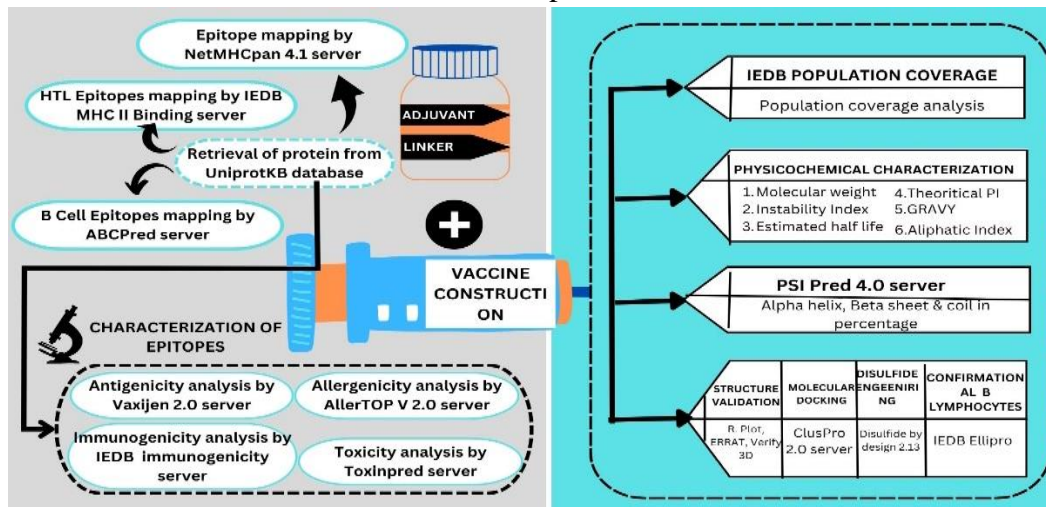 Epitope mapping by
NetMHCpan 4.1 server
HTL Epitopes mapping by IEDB
MHC II Binding server
Retrieval of protein from
UniprotKB database
B Cell Epitopes mapping by
ABCPred server
ADJUVANT
LINKER
VACCINE
CONSTRUCTI
ON
CHARACTERIZATION OF
EPITOPES
Antigenicity analysis by
Vaxijen 2.0 server
Allergenicity analysis by
AllerTOP V 2.0 server
Immunogenicity analysis by
IEDB immunogenicity
server
Toxicity analysis by
Toxinpred server
IEDB POPULATION COVERAGE
Population coverage analysis
PHYSICOCHEMICAL CHARACTERIZATION
1.Molecular weight
2.Instability Index
3.Estimated half life
4.Theoritical PI
5.GRAVY
6.Aliphatic Index
PSI Pred 4.0 server
Alpha helix, Beta sheet & coil in
percentage
STRUCTURE
VALIDATION
R. Plot,
ERRAT, Verify
3D
MOLECULAR
DOCKING
ClusPro
2.0 server
DISULFIDE
ENGEENIRI
NG
Disulfide by
design 2.13
CONFIRMATION
AL B
LYMPHOCYTES
IEDB Ellipro